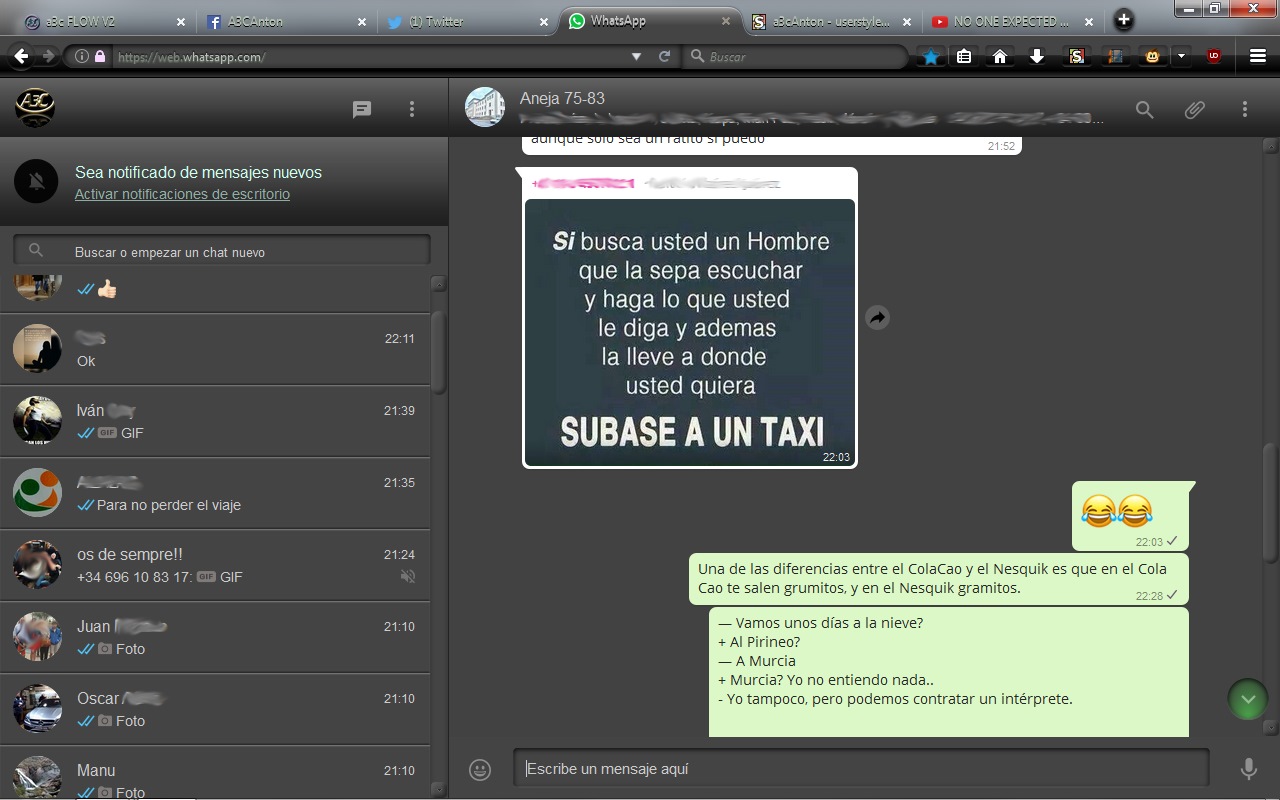 a3c FLOW V2
A3CAnton
(1) Twitter
WhatsApp
a3cAnton - userstyle...
NO ONE EXPECTED ...
https://web.whatsapp.com/
Buscar
A3C
Aneja 75-83
aunque solo sea un ratito si puedo
21:52
Sea notificado de mensajes nuevos
Activar notificaciones de escritorio
Buscar o empezar un chat nuevo
22:11
Ok
Iván
21:39
GIF GIF
21:35
Para no perder el viaje
os de sempre!!
21:24
+34 696 10 83 17: GIF GIF
Juan
21:10
Foto
Oscar
21:10
Foto
Manu
21:10
Foto
Si busca usted un Hombre
que la sepa escuchar
y haga lo que usted
le diga y ademas
la lleve a donde
usted quiera
SUBASE A UN TAXI
22:03
22:03
Una de las diferencias entre el ColaCao y el Nesquik es que en el Cola
Cao te salen grumitos, y en el Nesquik gramitos.
22:28
— Vamos unos días a la nieve?
+ Al Pirineo?
— A Murcia
+ Murcia? Yo no entiendo nada..
- Yo tampoco, pero podemos contratar un intérprete.
Escribe un mensaje aquí